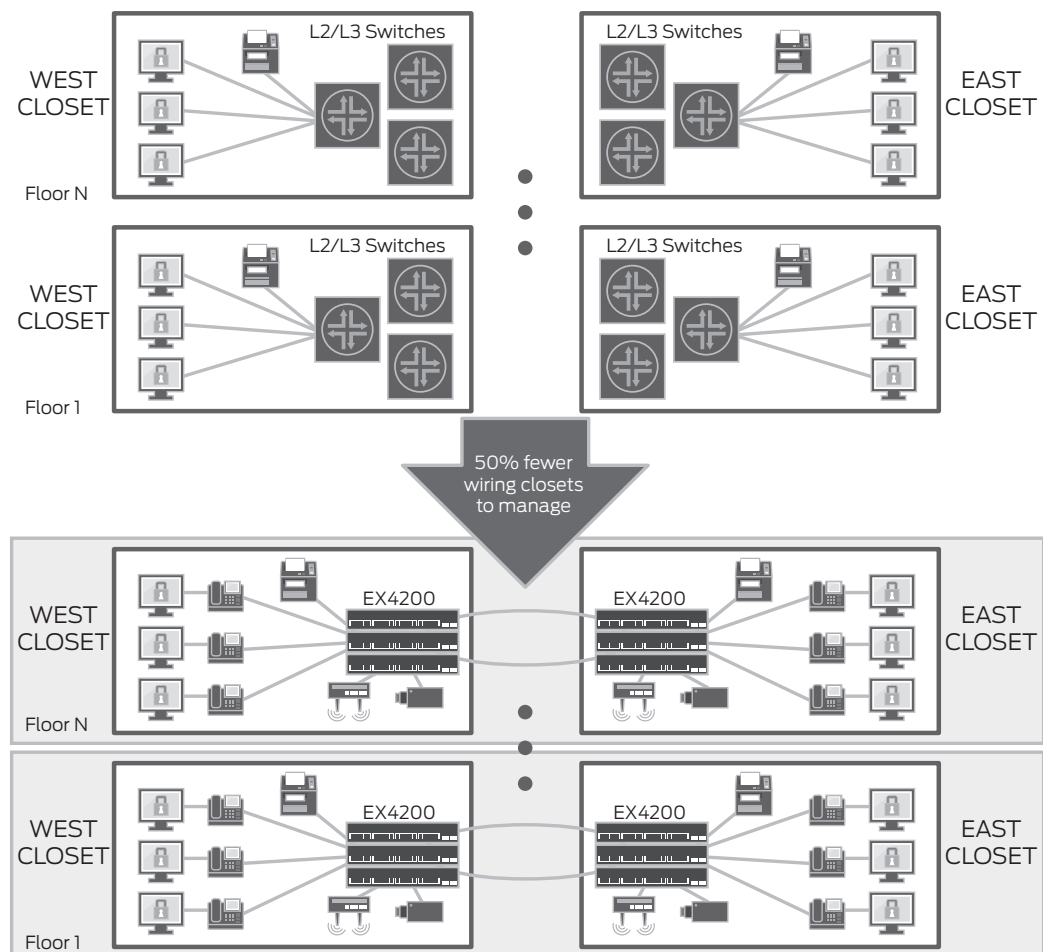 L2/L3 Switches
L2/L3 Switches
WEST
CLOSET
EAST
CLOSET
Floor N
L2/L3 Switches
L2/L3 Switches
WEST
CLOSET
EAST
CLOSET
Floor 1
50% fewer
wiring closets
to manage
EX4200
EX4200
WEST
CLOSET
EAST
CLOSET
Floor N
EX4200
EX4200
WEST
CLOSET
EAST
CLOSET
Floor 1